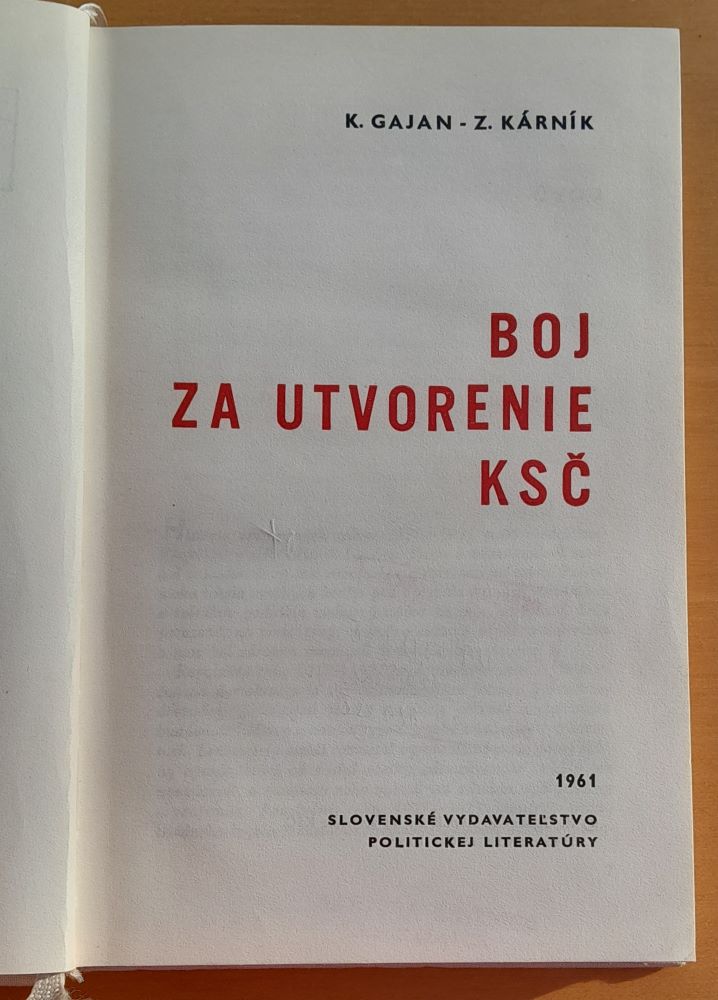 K. GAJAN - Z. KÁRNÍK
BOJ
ZA UTVORENIE
KSČ
1961
SLOVENSKÉ VYDAVATEĽSTVO
POLITICKEJ LITERATÚRY